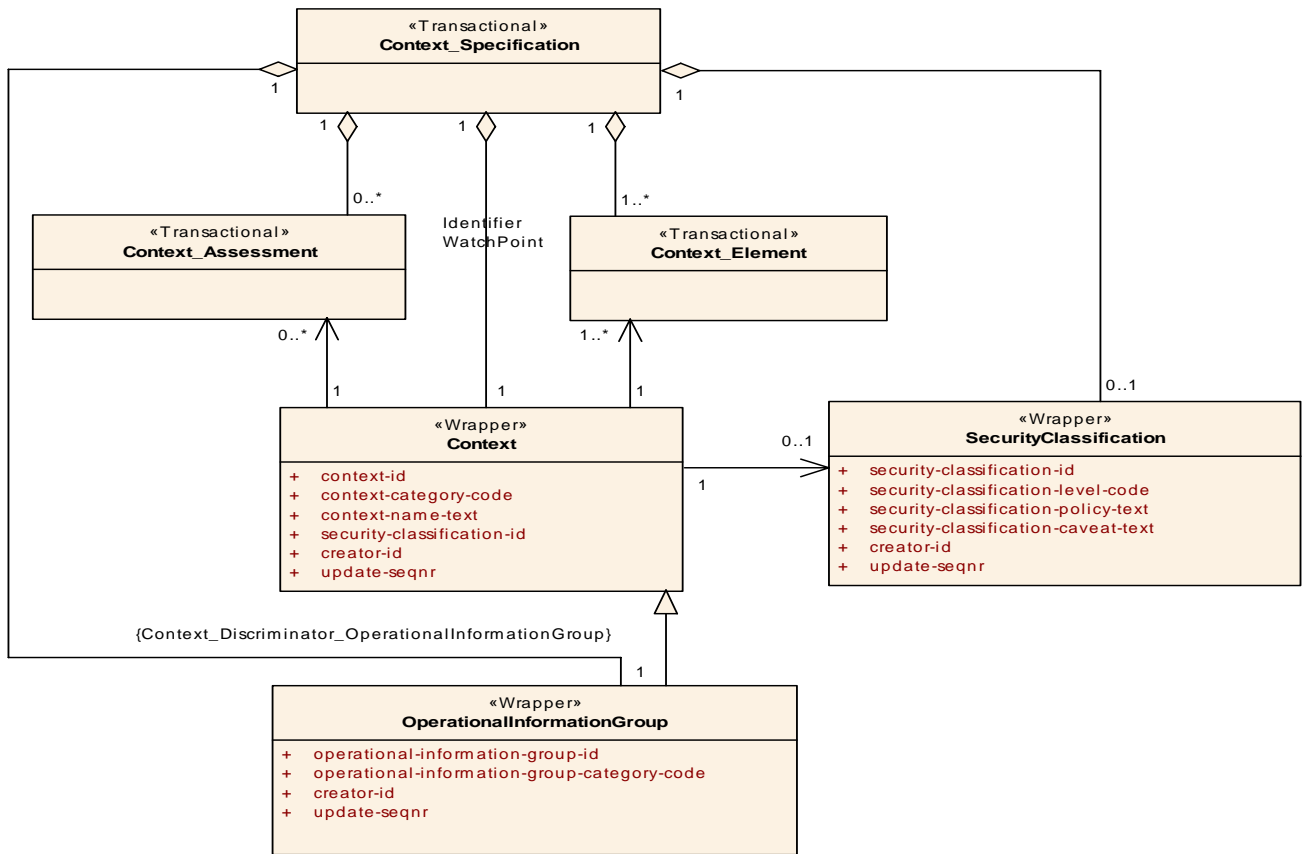 «Transactional»
Context_Specification
1
1
1
1
1
1
0..*
Identifier
WatchPoint
1..*
«Transactional»
Context_Assessment
«Transactional»
Context_Element
0..*
1..*
1
1
1
0..1
«Wrapper»
Context
+ context-id
+ context-category-code
+ context-name-text
+ security-classification-id
+ creator-id
+ update-seqnr
0..1
1
«Wrapper»
SecurityClassification
+ security-classification-id
+ security-classification-level-code
+ security-classification-policy-text
+ security-classification-caveat-text
+ creator-id
+ update-seqnr
{Context_Discriminator_OperationalInformationGroup}
1
«Wrapper»
OperationalInformationGroup
+ operational-information-group-id
+ operational-information-group-category-code
+ creator-id
+ update-seqnr